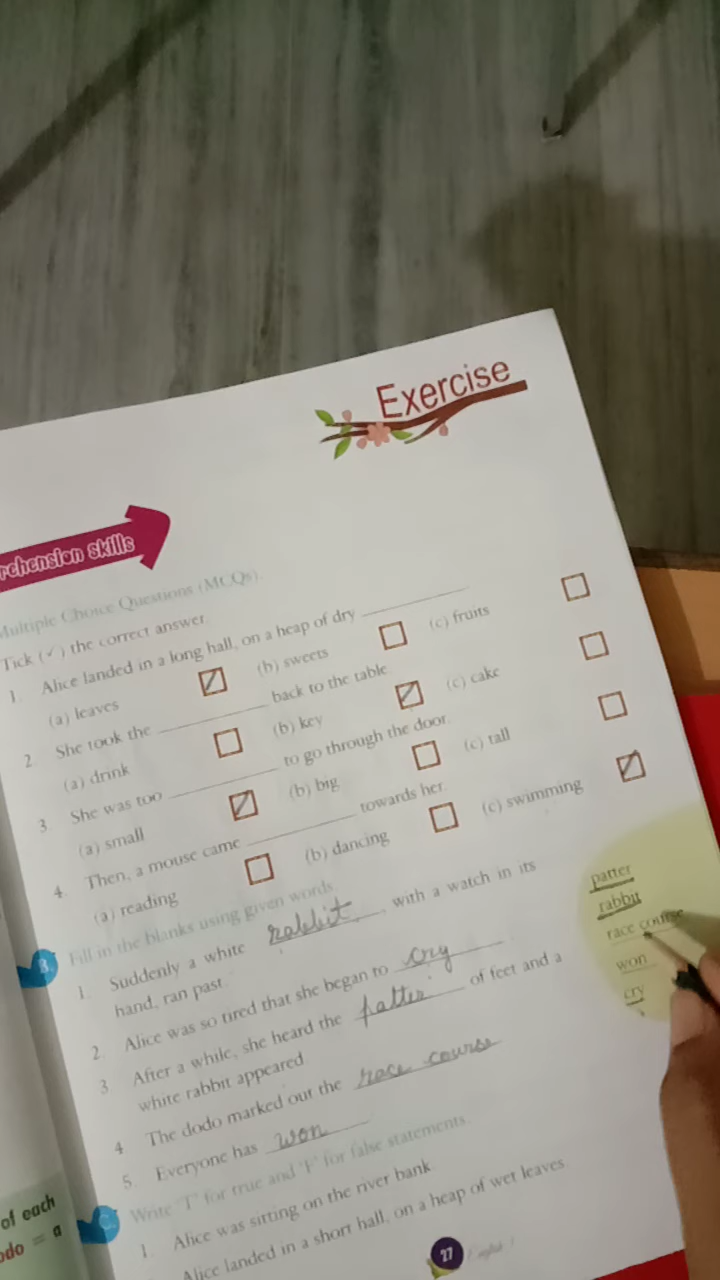 Exercise
rehension skills
Multiple Choice Questions (MCQs).
Tick (✓) the correct answer.
1. Alice landed in a long hall, on a heap of dry ____________
(a) leaves (b) sweets (c) fruits
2. She took the ____________ back to the table.
(a) drink (b) key (c) cake
3. She was too ____________ to go through the door.
(a) small (b) big (c) tall
4. Then, a mouse came ____________ towards her.
(a) reading (b) dancing (c) swimming
B. Fill in the blanks using given words.
1. Suddenly a white rabbit, with a watch in its
hand, ran past.
2. Alice was so tired that she began to cry
3. After a while, she heard the patter of feet and a
white rabbit appeared
4 The dodo marked out the race course
5. Everyone has won
patter
rabbit
race course
won
cry
C. Write 'T' for true and 'F' for false statements.
1. Alice was sitting on the river bank.
Alice landed in a short hall, on a heap of wet leaves.
of each
odo = a
27